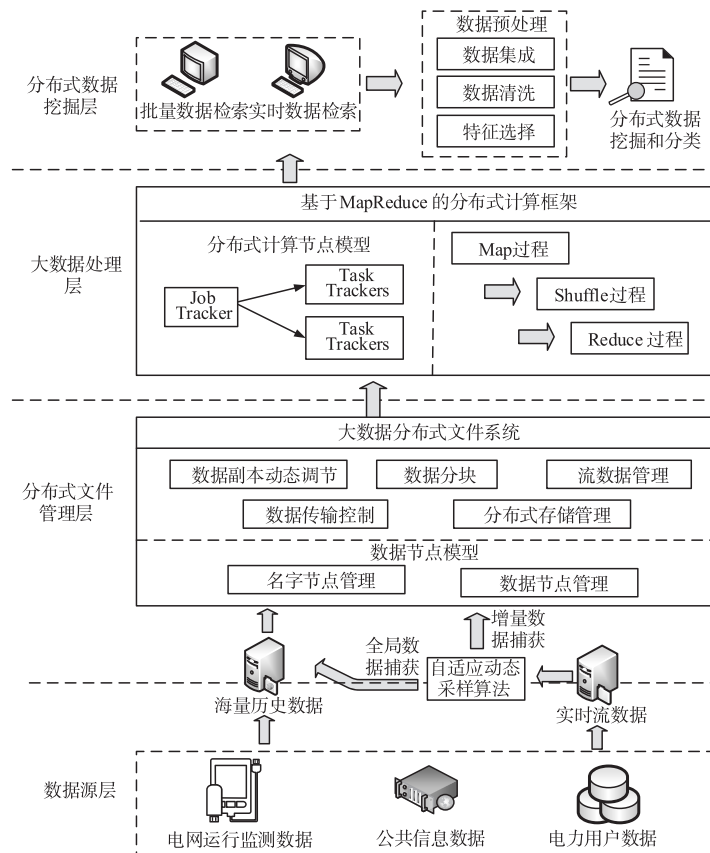 数据预处理
数据集成
数据清洗
特征选择
分布式数据
挖掘层
批量数据检索
实时数据检索
分布式数据
挖掘和分类
基于MapReduce的分布式计算框架
大数据处理
层
分布式计算节点模型
Job
Tracker
Task
Trackers
Task
Trackers
Map过程
Shuffle过程
Reduce过程
大数据分布式文件系统
分布式文件
管理层
数据副本动态调节
数据分块
流数据管理
数据传输控制
分布式存储管理
数据节点模型
名字节点管理
数据节点管理
增量数
据捕获
全局数
据捕获
自适应动态
采样算法
海量历史数据
实时流数据
数据源层
电网运行监测数据
公共信息数据
电力用户数据